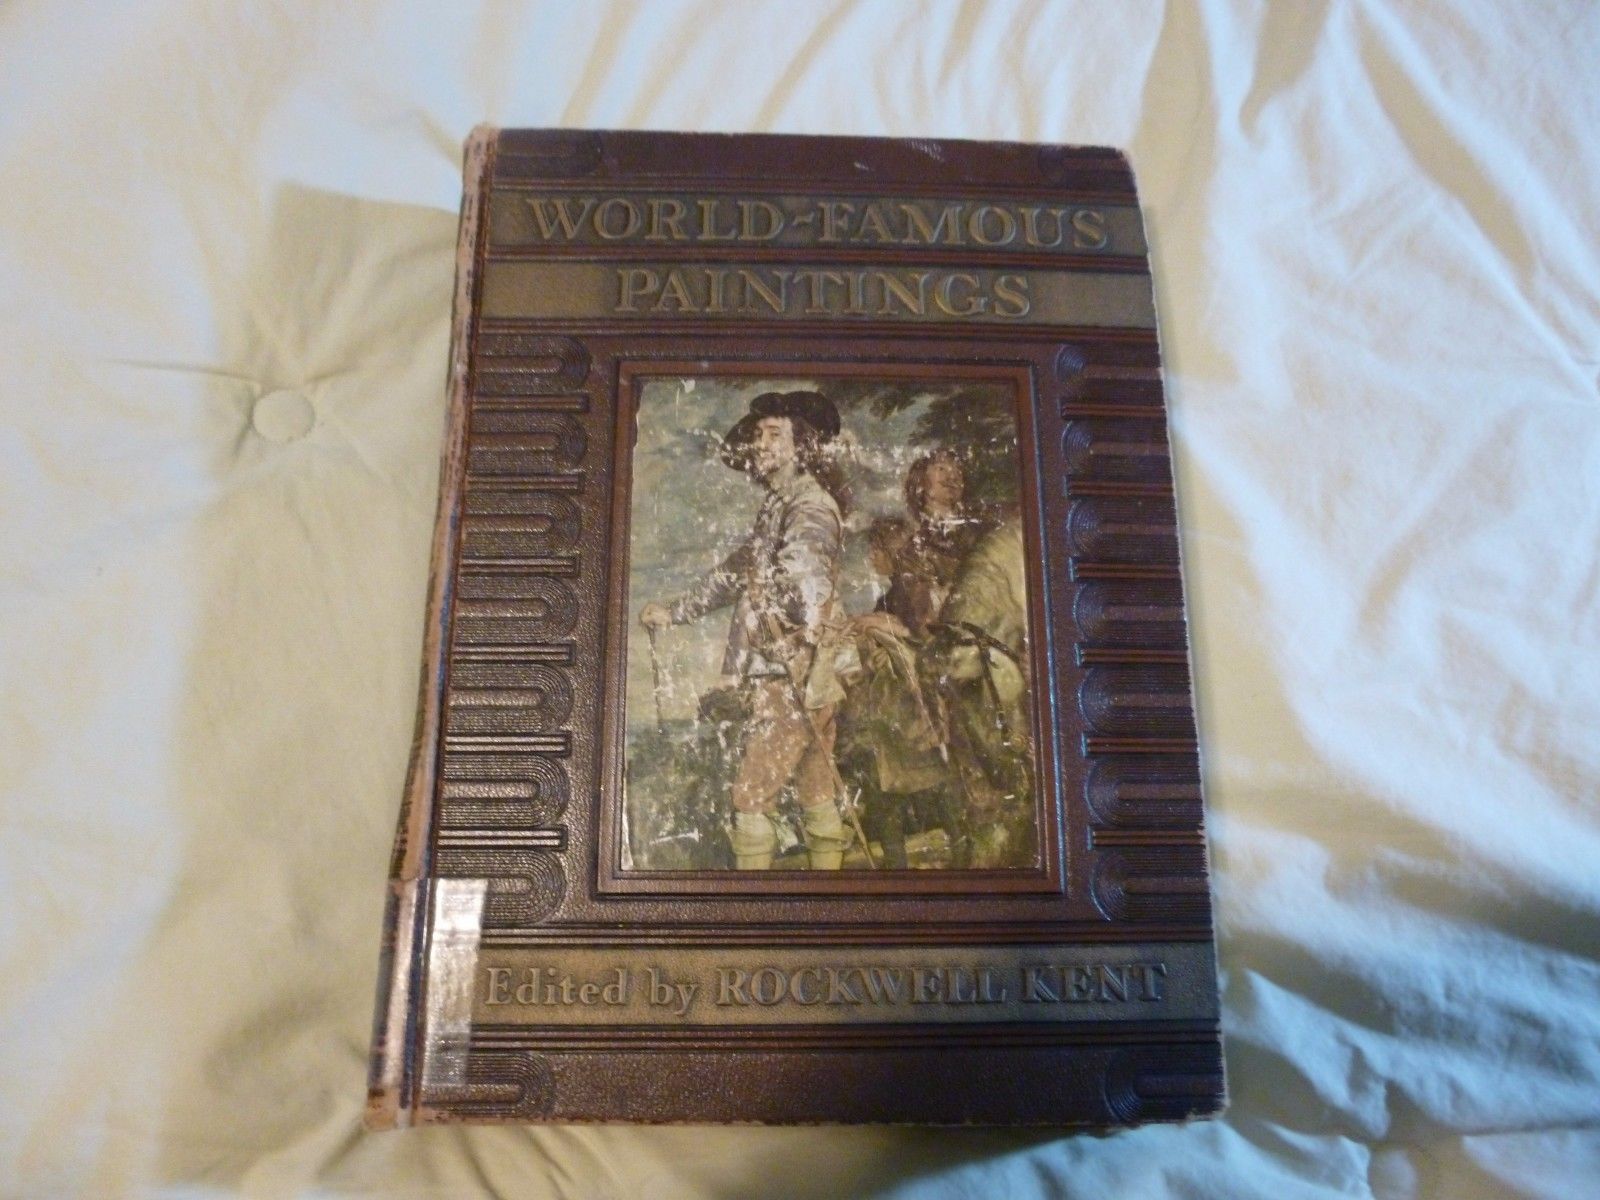 WORLD-FAMOUS
PAINTINGS
Edited by ROCKWELL KENT